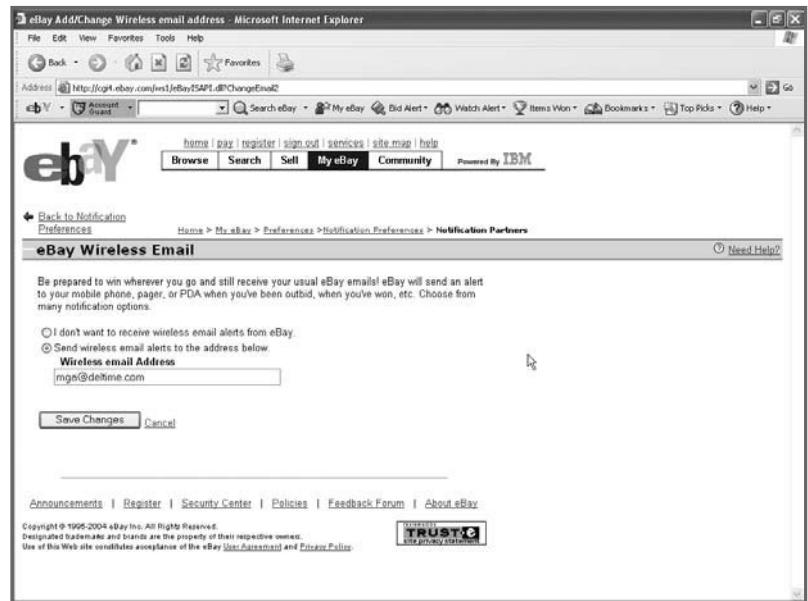 eBay Add/Change Wireless email address - Microsoft Internet Explorer
File Edit View Favorites Tools Help
Back Favorites
Address http://cgi4.ebay.com/ws1/eBayISAPI.dll?ChangeEmail2 Go
ebY Account Guard Search eBay My eBay Bid Alert Watch Alert Items Won Bookmarks Top Picks Help
home | pay | register | sign out | services | site map | help
ebaY
Browse Search Sell My eBay Community Powered By IBM
Back to Notification
Preferences
Home > My eBay > Preferences > Notification Preferences > Notification Partners
eBay Wireless Email Need Help?
Be prepared to win wherever you go and still receive your usual eBay emails! eBay will send an alert
to your mobile phone, pager, or PDA when you've been outbid, when you've won, etc. Choose from
many notification options.
I don't want to receive wireless email alerts from eBay.
Send wireless email alerts to the address below.
Wireless email Address
mga@deltime.com
Save Changes Cancel
Announcements | Register | Security Center | Policies | Feedback Forum | About eBay
Copyright © 1995-2004 eBay Inc. All Rights Reserved.
Designated trademarks and brands are the property of their respective owners.
Use of this Web site constitutes acceptance of the eBay User Agreement and Privacy Policy.
TRUSTe
site privacy statement